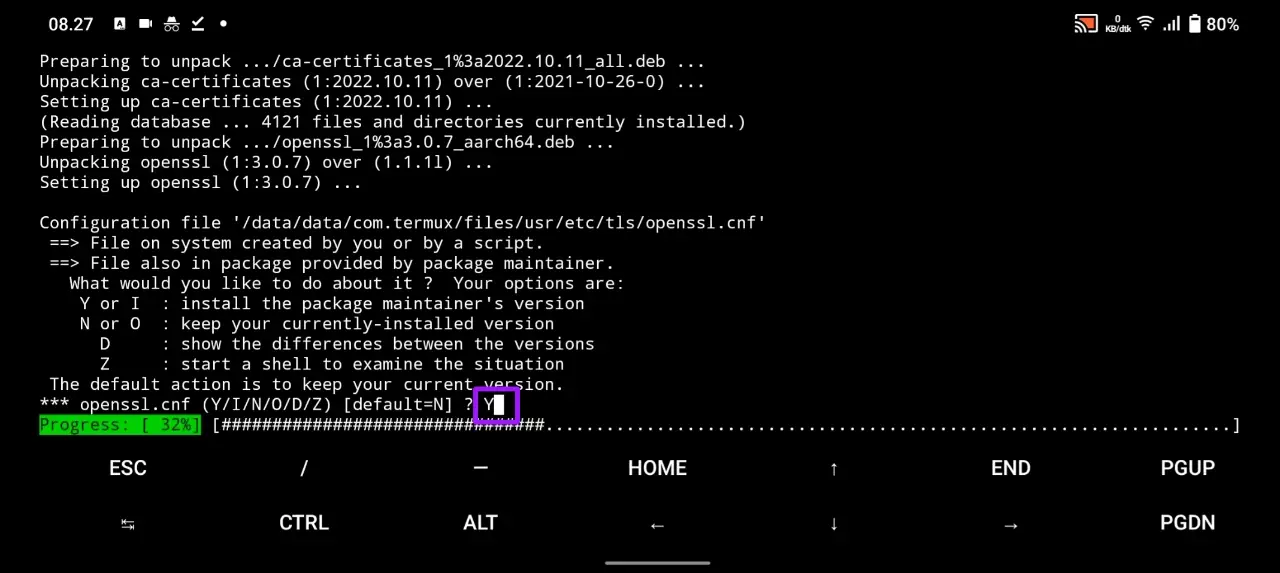 08.27
0
KB/dtk
80%
Preparing to unpack .../ca-certificates_1%3a2022.10.11_all.deb ...
Unpacking ca-certificates (1:2022.10.11) over (1:2021-10-26-0) ...
Setting up ca-certificates (1:2022.10.11) ...
(Reading database ... 4121 files and directories currently installed.)
Preparing to unpack .../openssl_1%3a3.0.7_aarch64.deb ...
Unpacking openssl (1:3.0.7) over (1.1.1l) ...
Setting up openssl (1:3.0.7) ...
Configuration file '/data/data/com.termux/files/usr/etc/tls/openssl.cnf'
==> File on system created by you or by a script.
==> File also in package provided by package maintainer.
What would you like to do about it ?  Your options are:
Y or I  : install the package maintainer's version
N or O  : keep your currently-installed version
D     : show the differences between the versions
Z     : start a shell to examine the situation
The default action is to keep your current version.
*** openssl.cnf (Y/I/N/O/D/Z) [default=N] ? Y
Progress: [ 32%] [################################....................................................................]
ESC / — HOME ↑ END PGUP
↹ CTRL ALT ← ↓ → PGDN